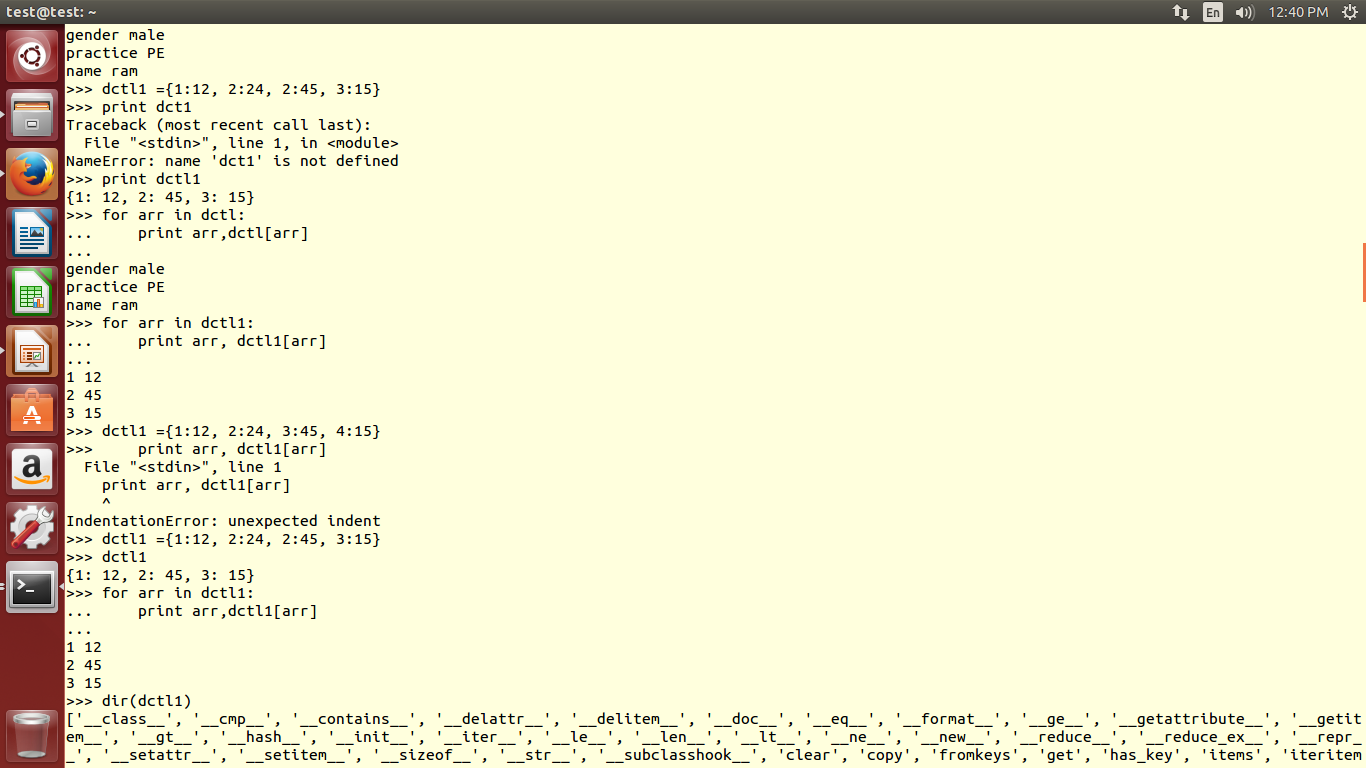 test@test: ~
En
12:40 PM
gender male
practice PE
name ram
>>> dctl1 ={1:12, 2:24, 2:45, 3:15}
>>> print dct1
Traceback (most recent call last):
  File "<stdin>", line 1, in <module>
NameError: name 'dct1' is not defined
>>> print dctl1
{1: 12, 2: 45, 3: 15}
>>> for arr in dctl:
...     print arr,dctl[arr]
...
gender male
practice PE
name ram
>>> for arr in dctl1:
...     print arr, dctl1[arr]
...
1 12
2 45
3 15
>>> dctl1 ={1:12, 2:24, 3:45, 4:15}
>>>     print arr, dctl1[arr]
  File "<stdin>", line 1
    print arr, dctl1[arr]
    ^
IndentationError: unexpected indent
>>> dctl1 ={1:12, 2:24, 2:45, 3:15}
>>> dctl1
{1: 12, 2: 45, 3: 15}
>>> for arr in dctl1:
...     print arr,dctl1[arr]
...
1 12
2 45
3 15
>>> dir(dctl1)
['__class__', '__cmp__', '__contains__', '__delattr__', '__delitem__', '__doc__', '__eq__', '__format__', '__ge__', '__getattribute__', '__getit
em__', '__gt__', '__hash__', '__init__', '__iter__', '__le__', '__len__', '__lt__', '__ne__', '__new__', '__reduce__', '__reduce_ex__', '__repr_
_', '__setattr__', '__setitem__', '__sizeof__', '__str__', '__subclasshook__', 'clear', 'copy', 'fromkeys', 'get', 'has_key', 'items', 'iteritem